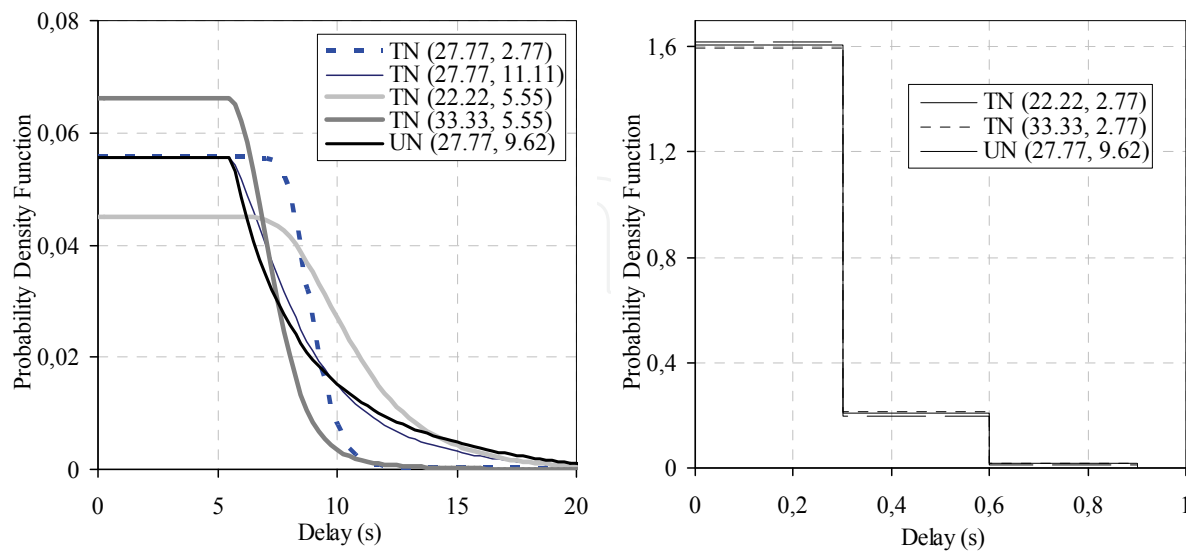 Probability Density Function
0,08
0,06
0,04
0,02
0
0
5
10
15
20
Delay (s)
TN (27.77, 2.77)
TN (27.77, 11.11)
TN (22.22, 5.55)
TN (33.33, 5.55)
UN (27.77, 9.62)
Probability Density Function
1,6
1,2
0,8
0,4
0
0
0,2
0,4
0,6
0,8
1
Delay (s)
TN (22.22, 2.77)
TN (33.33, 2.77)
UN (27.77, 9.62)